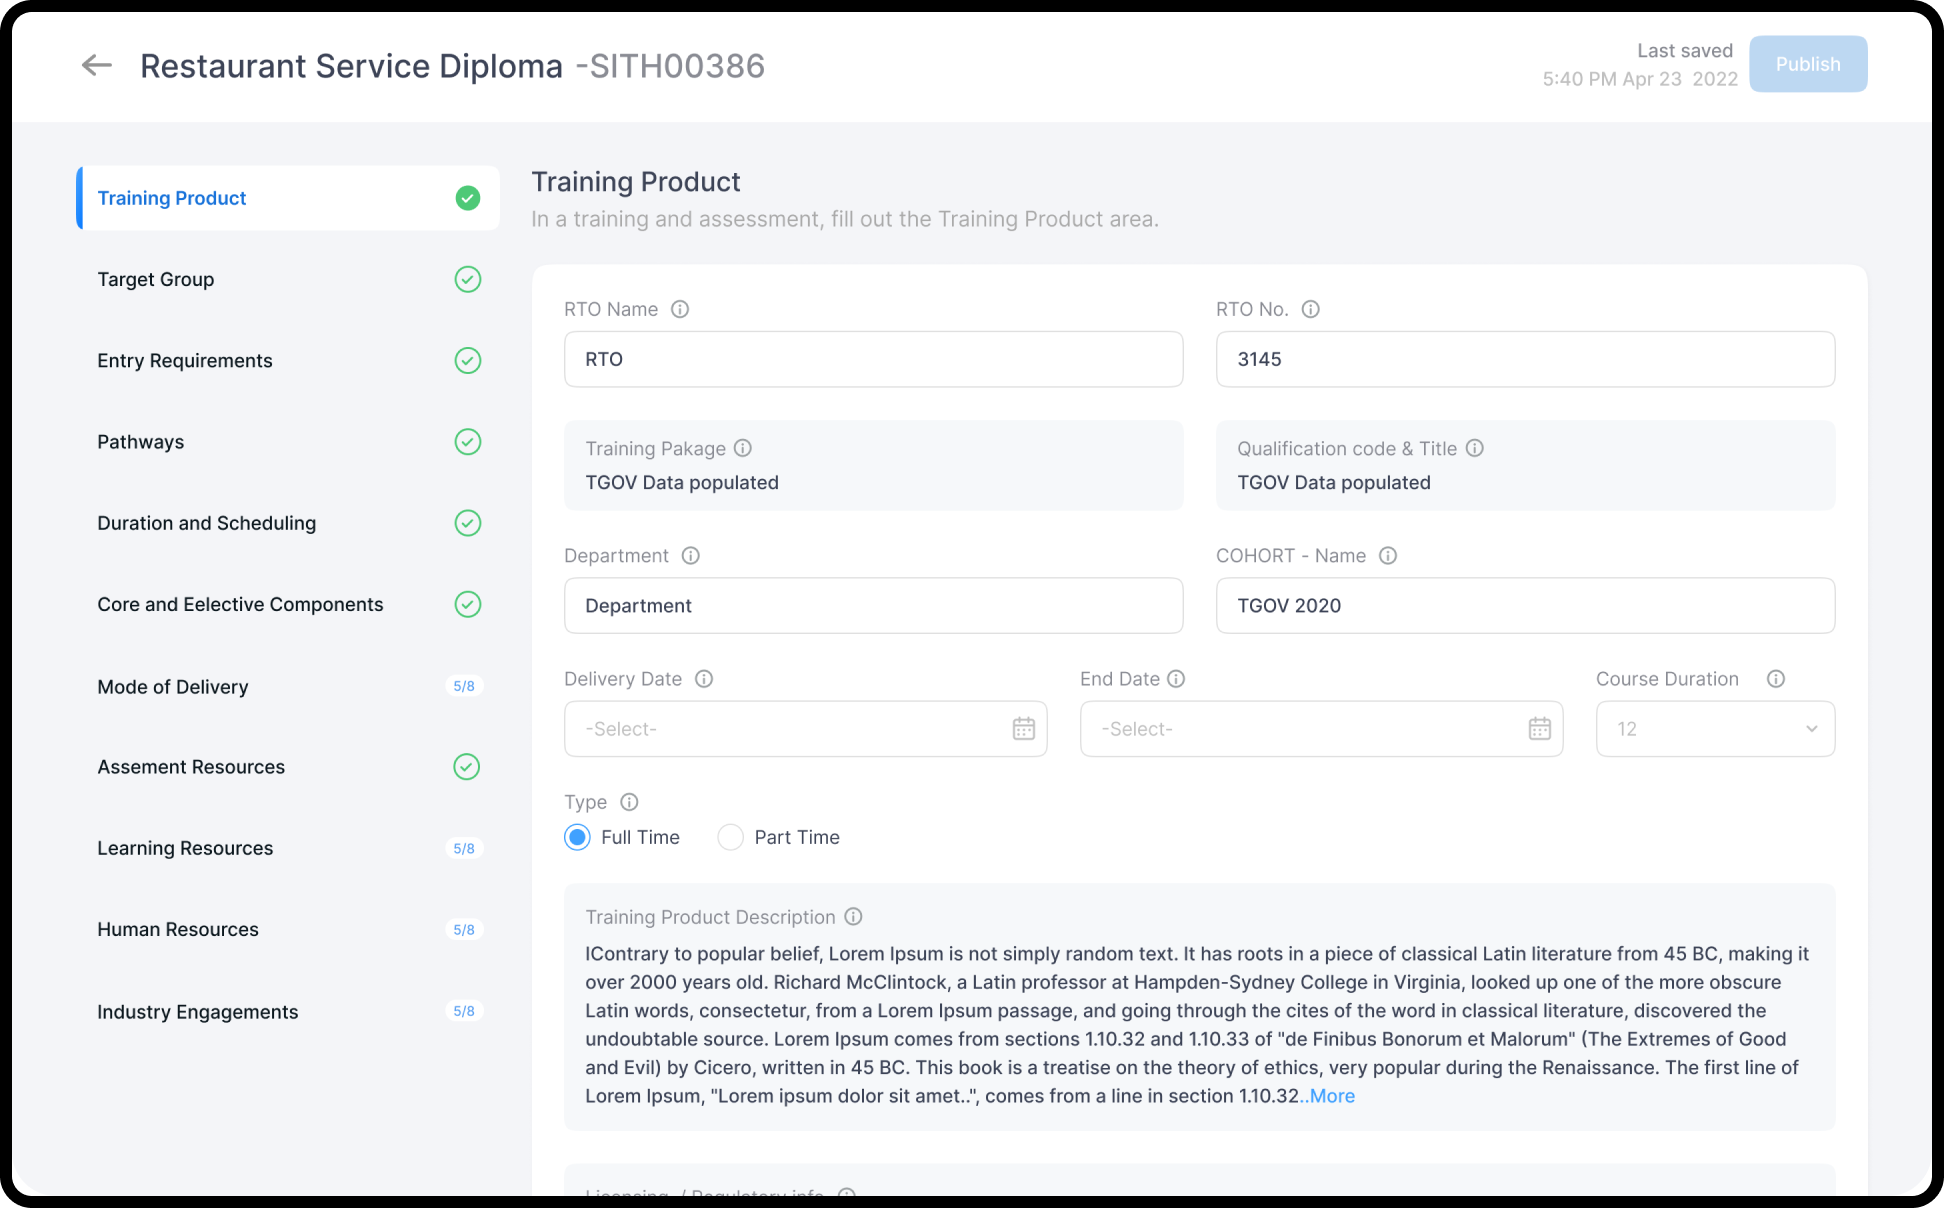 Restaurant Service Diploma -SITH00386
Last saved
5:40 PM Apr 23 2022
Publish
Training Product
Target Group
Entry Requirements
Pathways
Duration and Scheduling
Core and Eelective Components
Mode of Delivery 5/8
Assement Resources
Learning Resources 5/8
Human Resources 5/8
Industry Engagements 5/8
Training Product
In a training and assessment, fill out the Training Product area.
RTO Name
RTO
RTO No.
3145
Training Pakage
TGOV Data populated
Qualification code & Title
TGOV Data populated
Department
Department
COHORT - Name
TGOV 2020
Delivery Date
-Select-
End Date
-Select-
Course Duration
12
Type
Full Time
Part Time
Training Product Description
IContrary to popular belief, Lorem Ipsum is not simply random text. It has roots in a piece of classical Latin literature from 45 BC, making it
over 2000 years old. Richard McClintock, a Latin professor at Hampden-Sydney College in Virginia, looked up one of the more obscure
Latin words, consectetur, from a Lorem Ipsum passage, and going through the cites of the word in classical literature, discovered the
undoubtable source. Lorem Ipsum comes from sections 1.10.32 and 1.10.33 of "de Finibus Bonorum et Malorum" (The Extremes of Good
and Evil) by Cicero, written in 45 BC. This book is a treatise on the theory of ethics, very popular during the Renaissance. The first line of
Lorem Ipsum, "Lorem ipsum dolor sit amet..", comes from a line in section 1.10.32..More
Licensing / Regulatory info